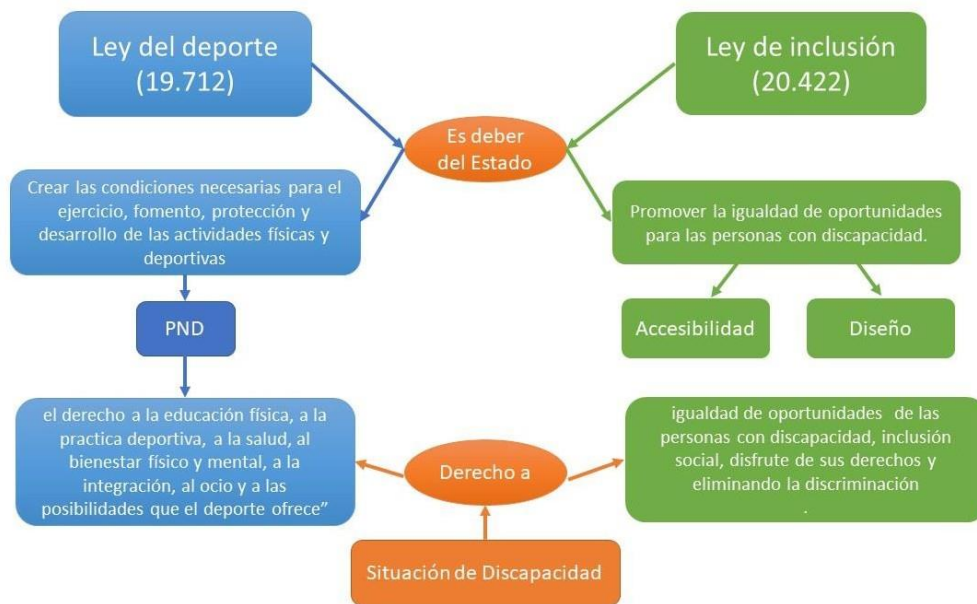 Ley del deporte
(19.712)
Ley de inclusión
(20.422)
Es deber
del Estado
Crear las condiciones necesarias para el
ejercicio, fomento, protección y
desarrollo de las actividades físicas y
deportivas
Promover la igualdad de oportunidades
para las personas con discapacidad.
PND
Accesibilidad
Diseño
el derecho a la educación física, a la
practica deportiva, a la salud, al
bienestar físico y mental, a la
integración, al ocio y a las
posibilidades que el deporte ofrece”
Derecho a
igualdad de oportunidades de las
personas con discapacidad, inclusión
social, disfrute de sus derechos y
eliminando la discriminación
.
Situación de Discapacidad